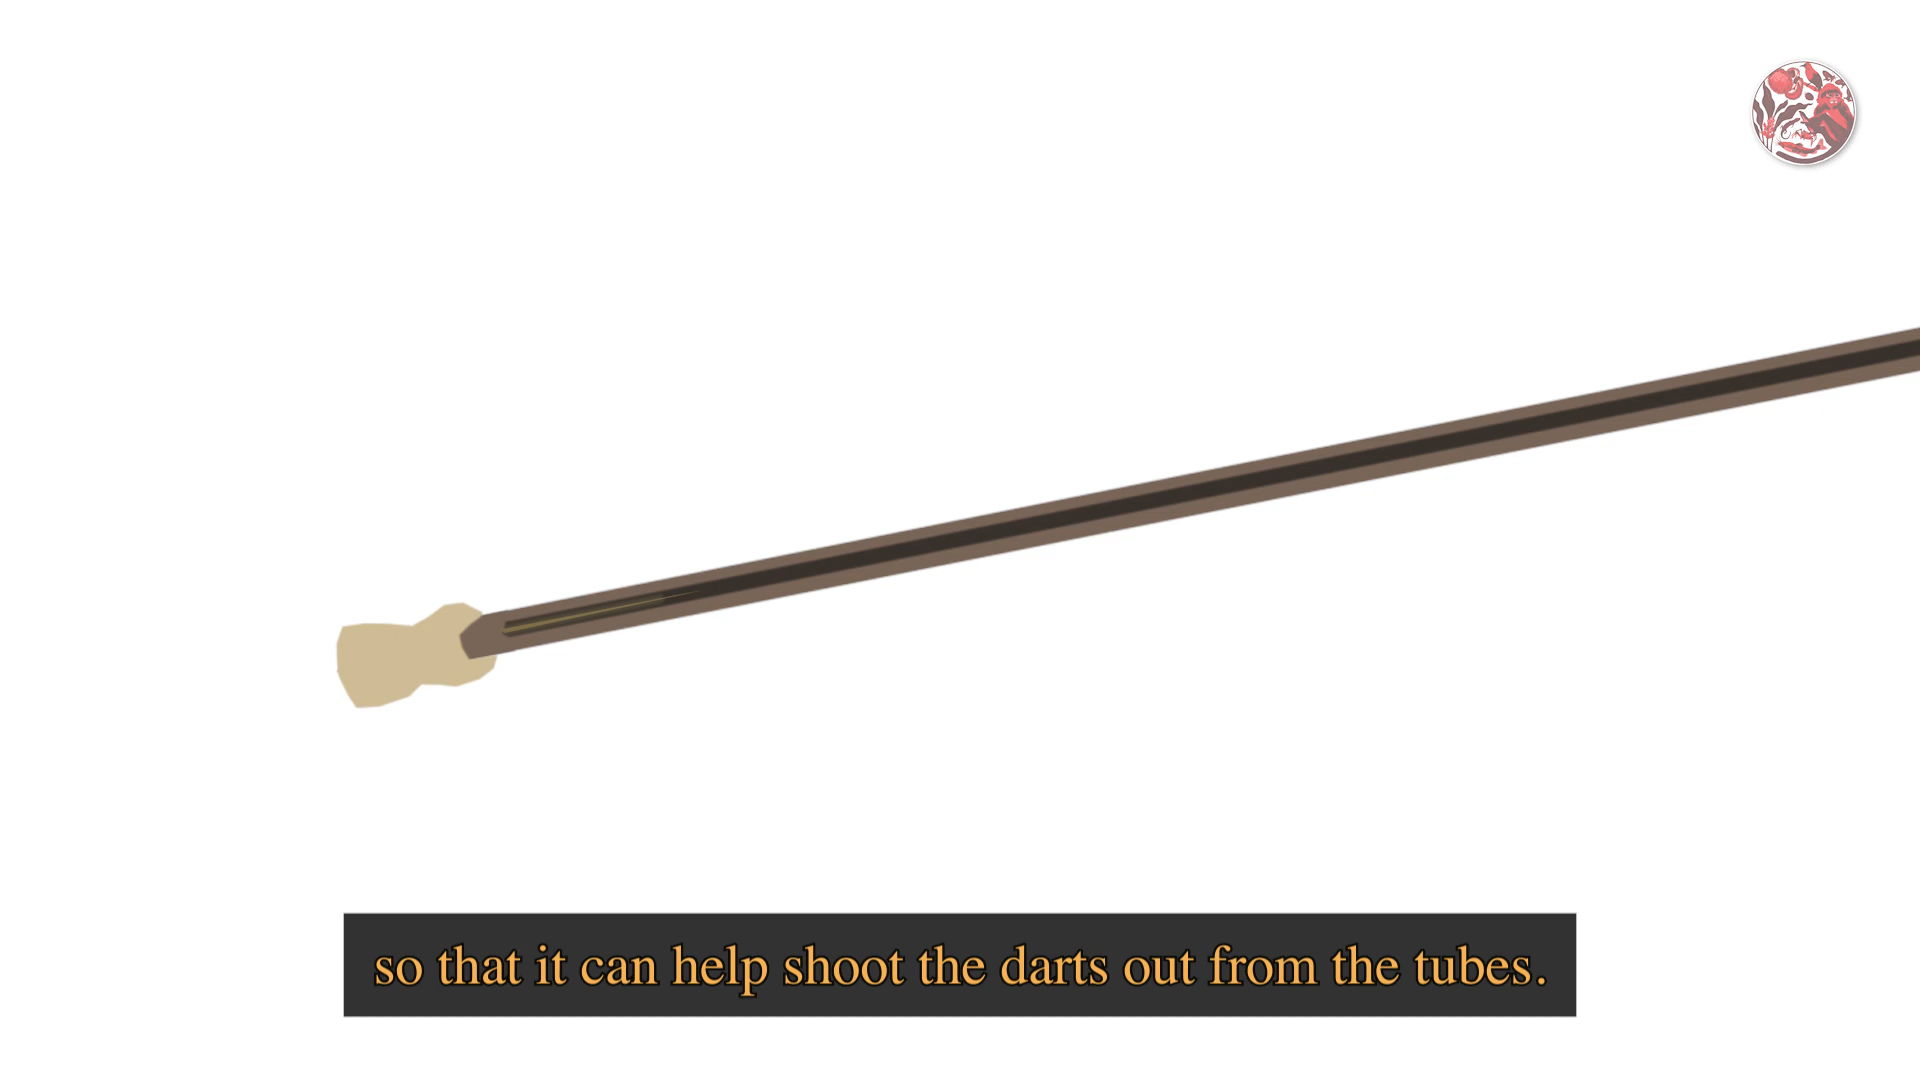 so that it can help shoot the darts out from the tubes.